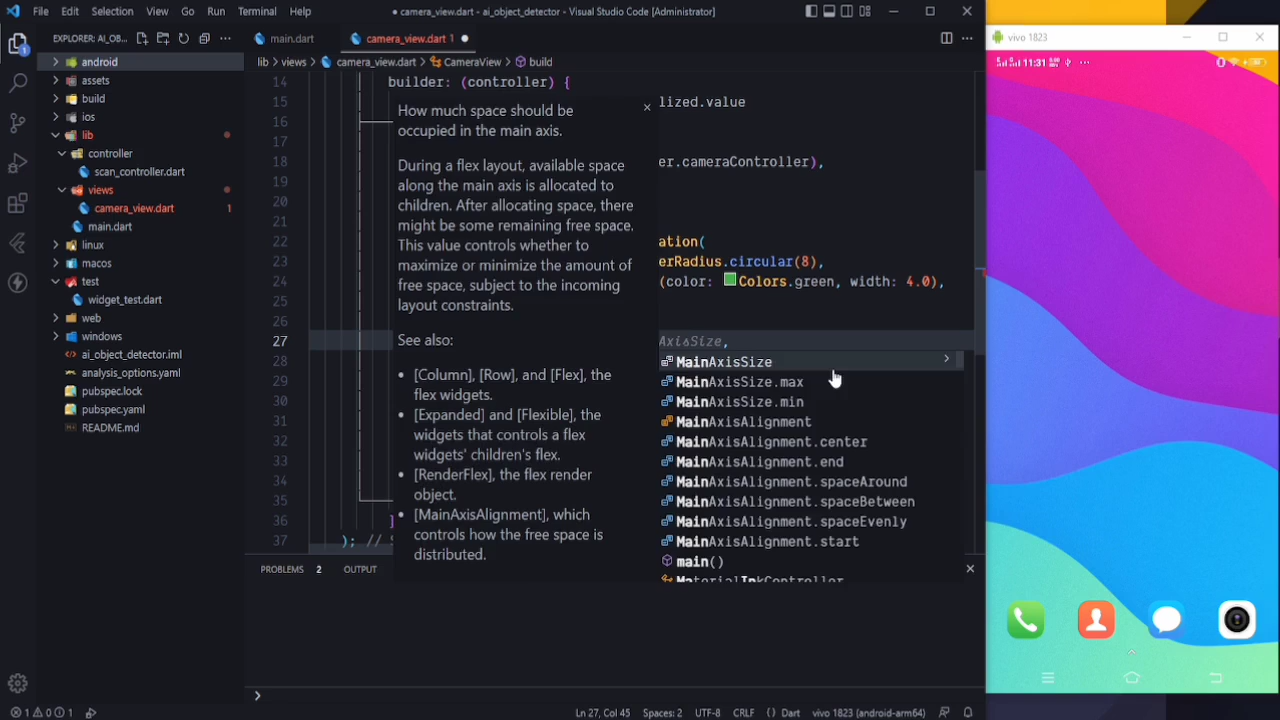 File Edit Selection View Go Run Terminal Help
● camera_view.dart - ai_object_detector - Visual Studio Code [Administrator]
EXPLORER: AI_OB...
android
assets
build
ios
lib
controller
scan_controller.dart
views
camera_view.dart 1
main.dart
linux
macos
test
widget_test.dart
web
windows
ai_object_detector.iml
analysis_options.yaml
pubspec.lock
pubspec.yaml
README.md
main.dart camera_view.dart 1 ●
lib > views > camera_view.dart > CameraView > build
14 builder: (controller) {
15 lized.value
16
17
18 er.cameraController),
19
20
21
22 ation(
23 erRadius.circular(8),
24 (color: Colors.green, width: 4.0),
25
26
27 AxisSize,
28
29
30
31
32
33
34
35
36 ]
37 ); // S
How much space should be
occupied in the main axis.
During a flex layout, available space
along the main axis is allocated to
children. After allocating space, there
might be some remaining free space.
This value controls whether to
maximize or minimize the amount of
free space, subject to the incoming
layout constraints.
See also:
• [Column], [Row], and [Flex], the
flex widgets.
• [Expanded] and [Flexible], the
widgets that controls a flex
widgets' children's flex.
• [RenderFlex], the flex render
object.
• [MainAxisAlignment], which
controls how the free space is
distributed.
MainAxisSize
MainAxisSize.max
MainAxisSize.min
MainAxisAlignment
MainAxisAlignment.center
MainAxisAlignment.end
MainAxisAlignment.spaceAround
MainAxisAlignment.spaceBetween
MainAxisAlignment.spaceEvenly
MainAxisAlignment.start
main()
MaterialInkController
PROBLEMS 2 OUTPUT
1 0 1
Ln 27, Col 45 Spaces: 2 UTF-8 CRLF {} Dart vivo 1823 (android-arm64)
vivo 1823
11:31